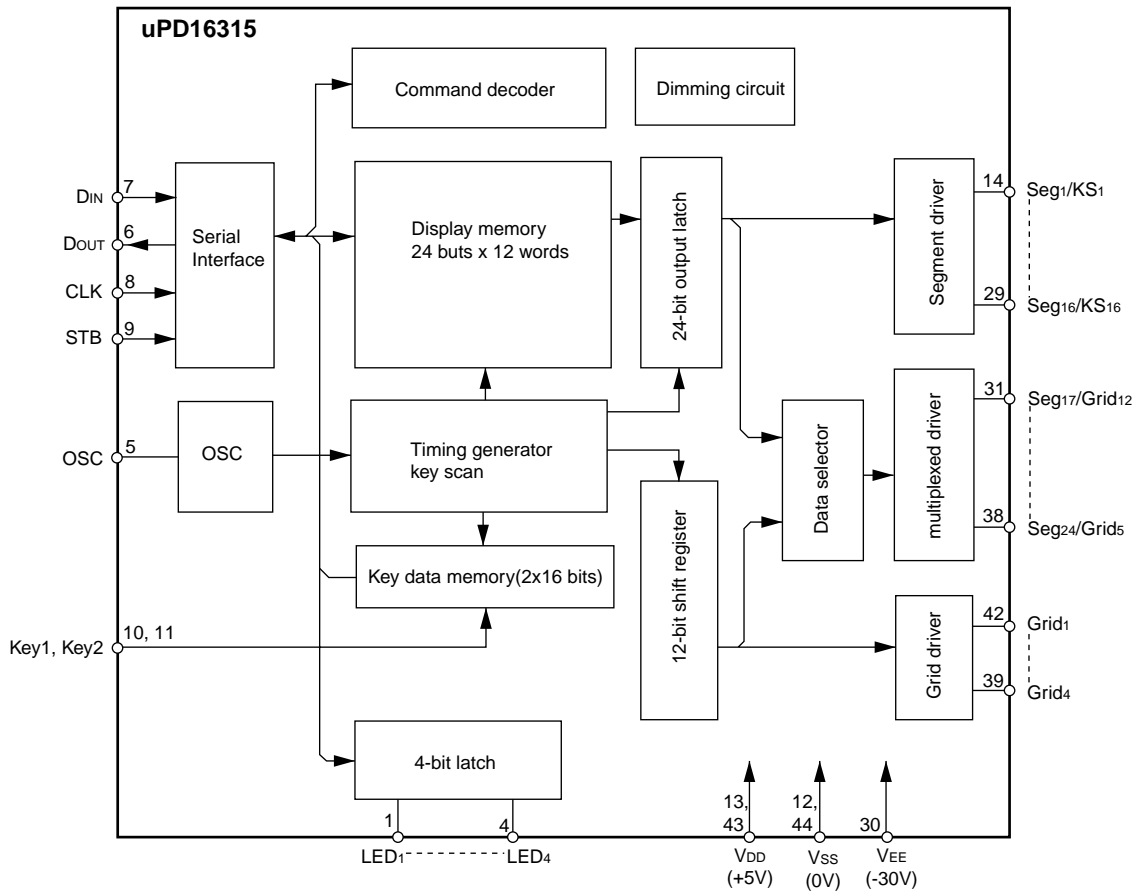 uPD16315
Command decoder
Dimming circuit
DIN
7
DOUT
6
CLK
8
STB
9
Serial
Interface
Display memory
24 buts x 12 words
24-bit output latch
Segment driver
14
Seg1/KS1
29
Seg16/KS16
OSC
5
OSC
Timing generator
key scan
Data selector
multiplexed driver
31
Seg17/Grid12
38
Seg24/Grid5
Key data memory(2x16 bits)
12-bit shift register
Key1, Key2
10, 11
Grid driver
42
Grid1
39
Grid4
4-bit latch
1
4
LED1
LED4
13,
43
VDD
(+5V)
12,
44
VSS
(0V)
30
VEE
(-30V)